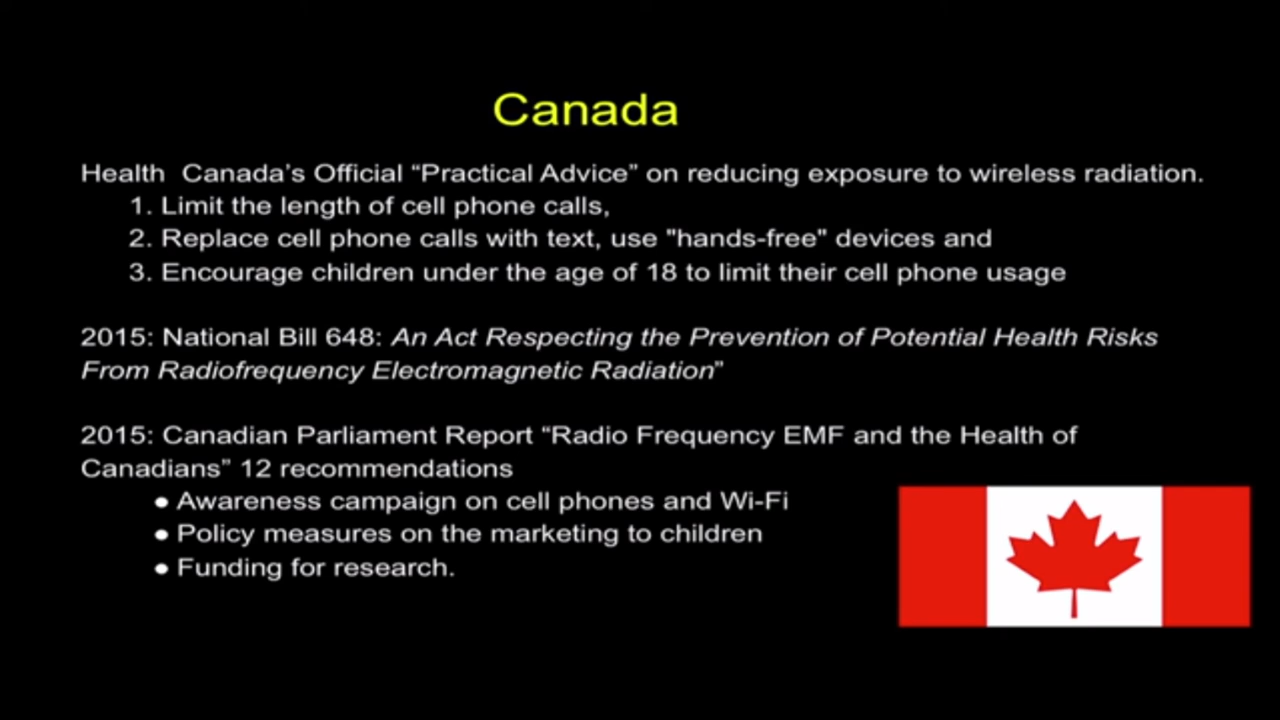 Canada
Health Canada’s Official “Practical Advice” on reducing exposure to wireless radiation.
1. Limit the length of cell phone calls,
2. Replace cell phone calls with text, use "hands-free" devices and
3. Encourage children under the age of 18 to limit their cell phone usage
2015: National Bill 648: An Act Respecting the Prevention of Potential Health Risks
From Radiofrequency Electromagnetic Radiation”
2015: Canadian Parliament Report “Radio Frequency EMF and the Health of
Canadians” 12 recommendations
● Awareness campaign on cell phones and Wi-Fi
● Policy measures on the marketing to children
● Funding for research.